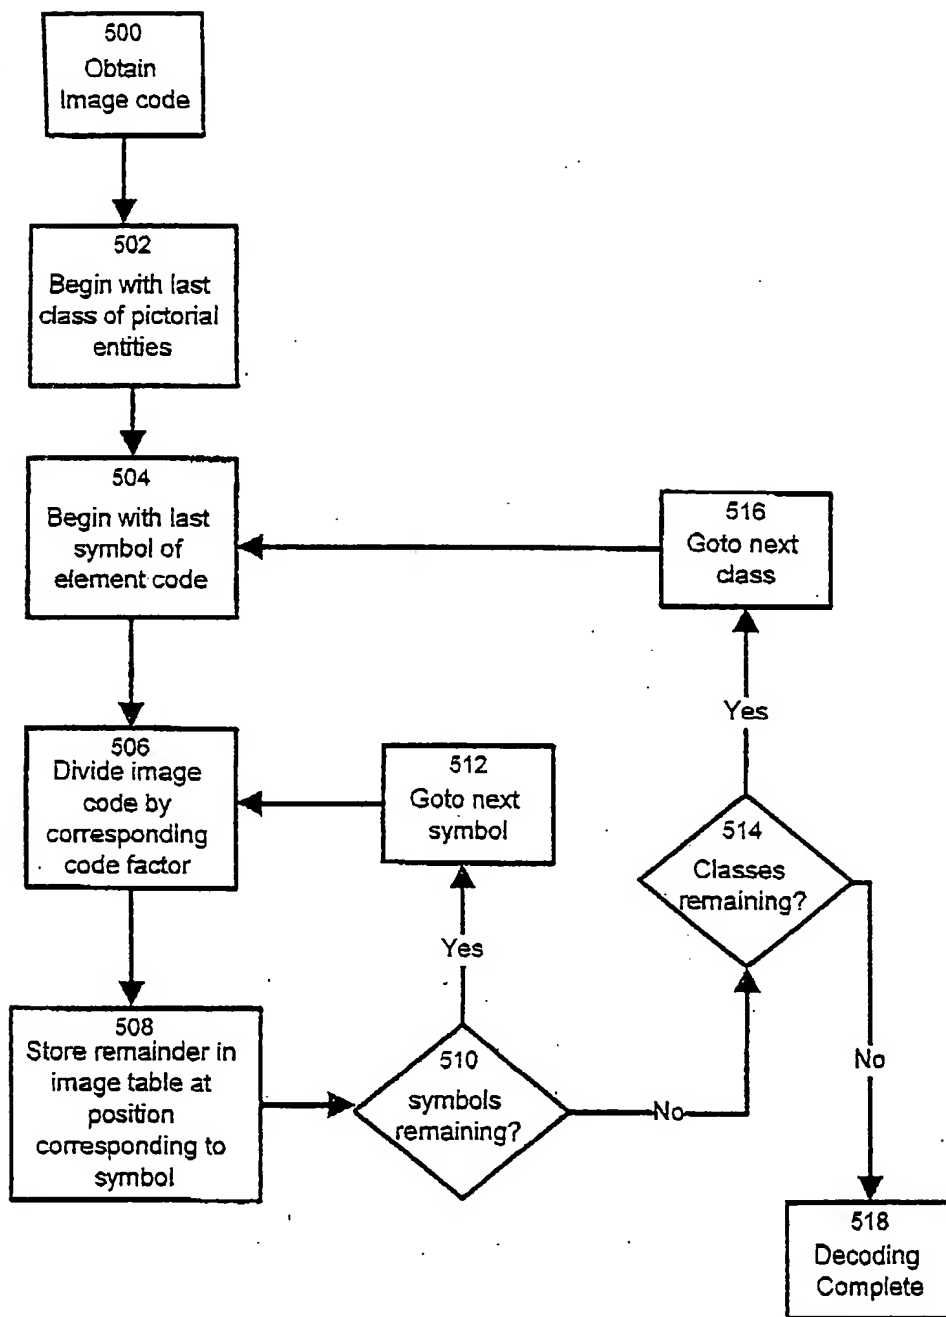 500
Obtain
Image code
502
Begin with last
class of pictorial
entities
504
Begin with last
symbol of
element code
516
Goto next
class
Yes
506
Divide image
code by
corresponding
code factor
512
Goto next
symbol
514
Classes
remaining?
Yes
508
Store remainder in
image table at
position
corresponding to
symbol
510
symbols
remaining?
No
No
518
Decoding
Complete